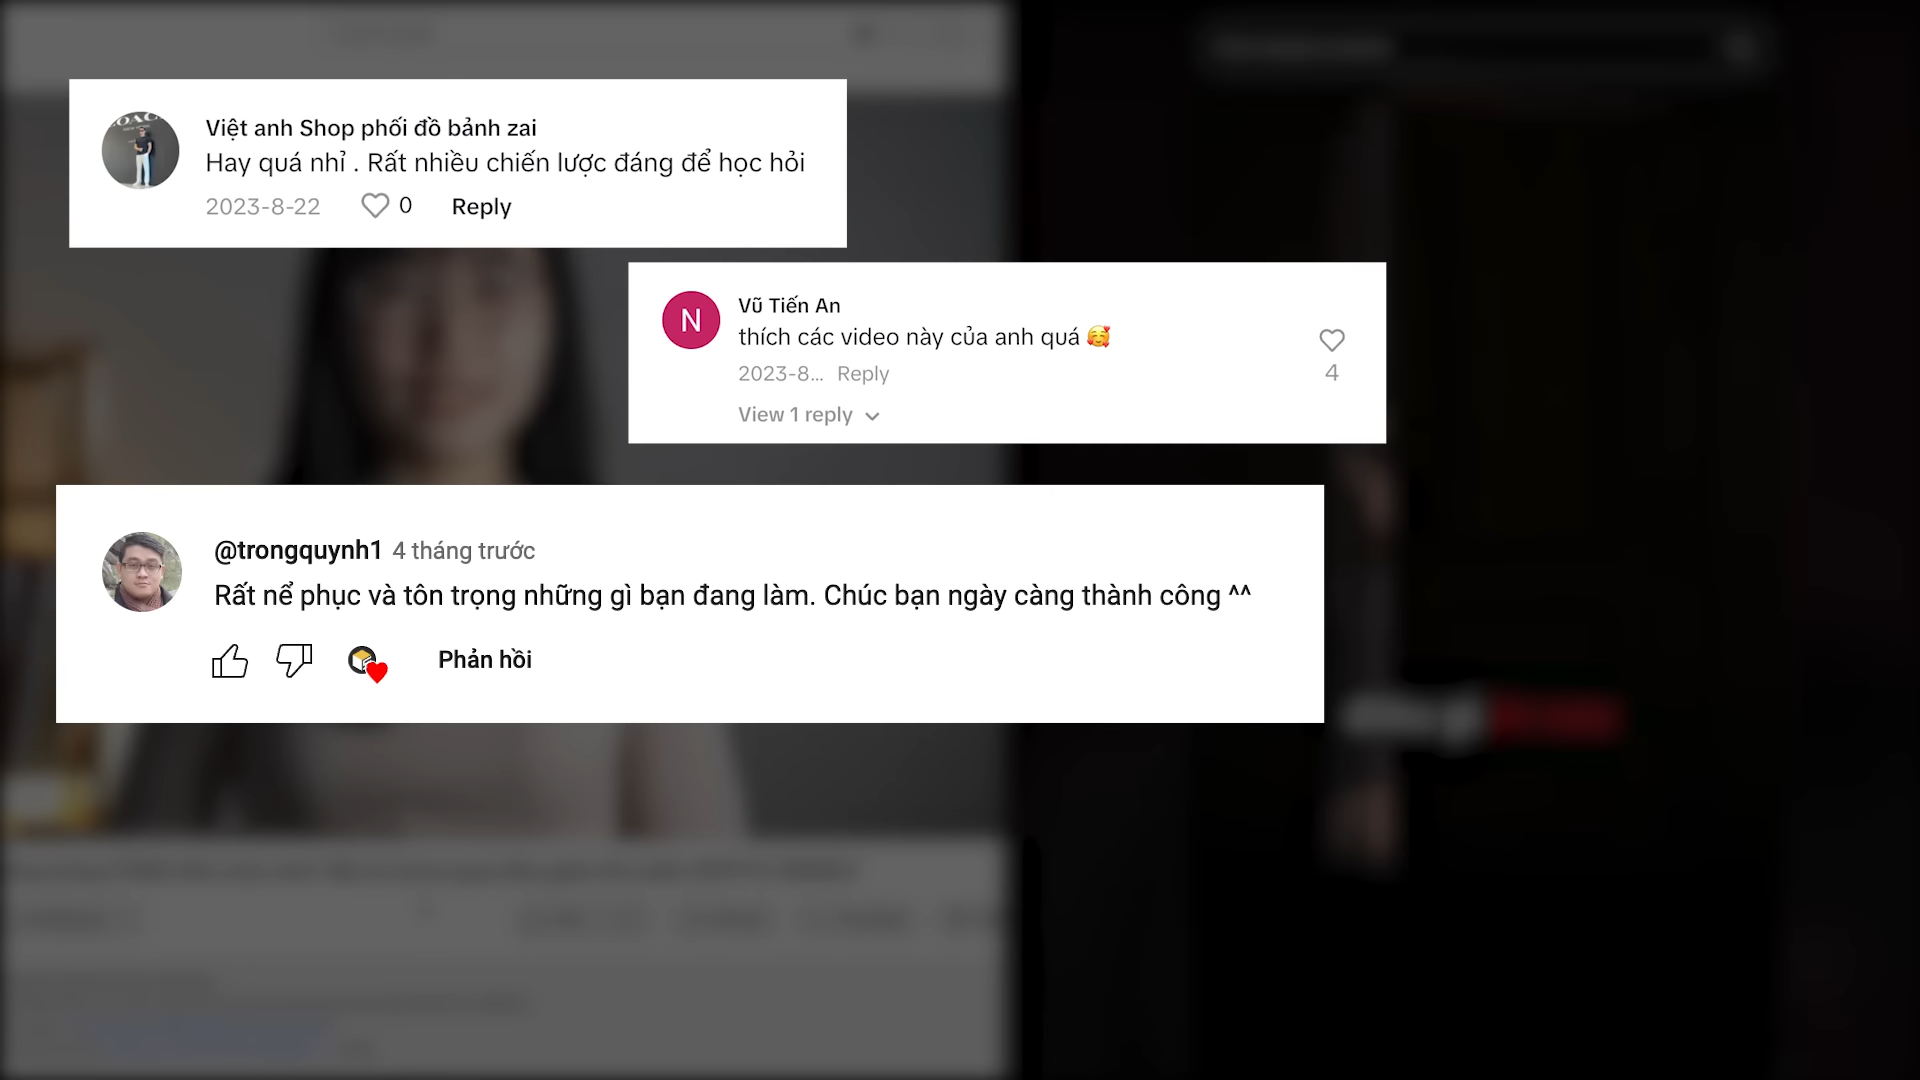 Việt anh Shop phối đồ bảnh zai
Hay quá nhỉ . Rất nhiều chiến lược đáng để học hỏi
2023-8-22 0 Reply
N
Vũ Tiến An
thích các video này của anh quá 🥰
2023-8... Reply
4
View 1 reply
@trongquynh1 4 tháng trước
Rất nể phục và tôn trọng những gì bạn đang làm. Chúc bạn ngày càng thành công ^^
Phản hồi